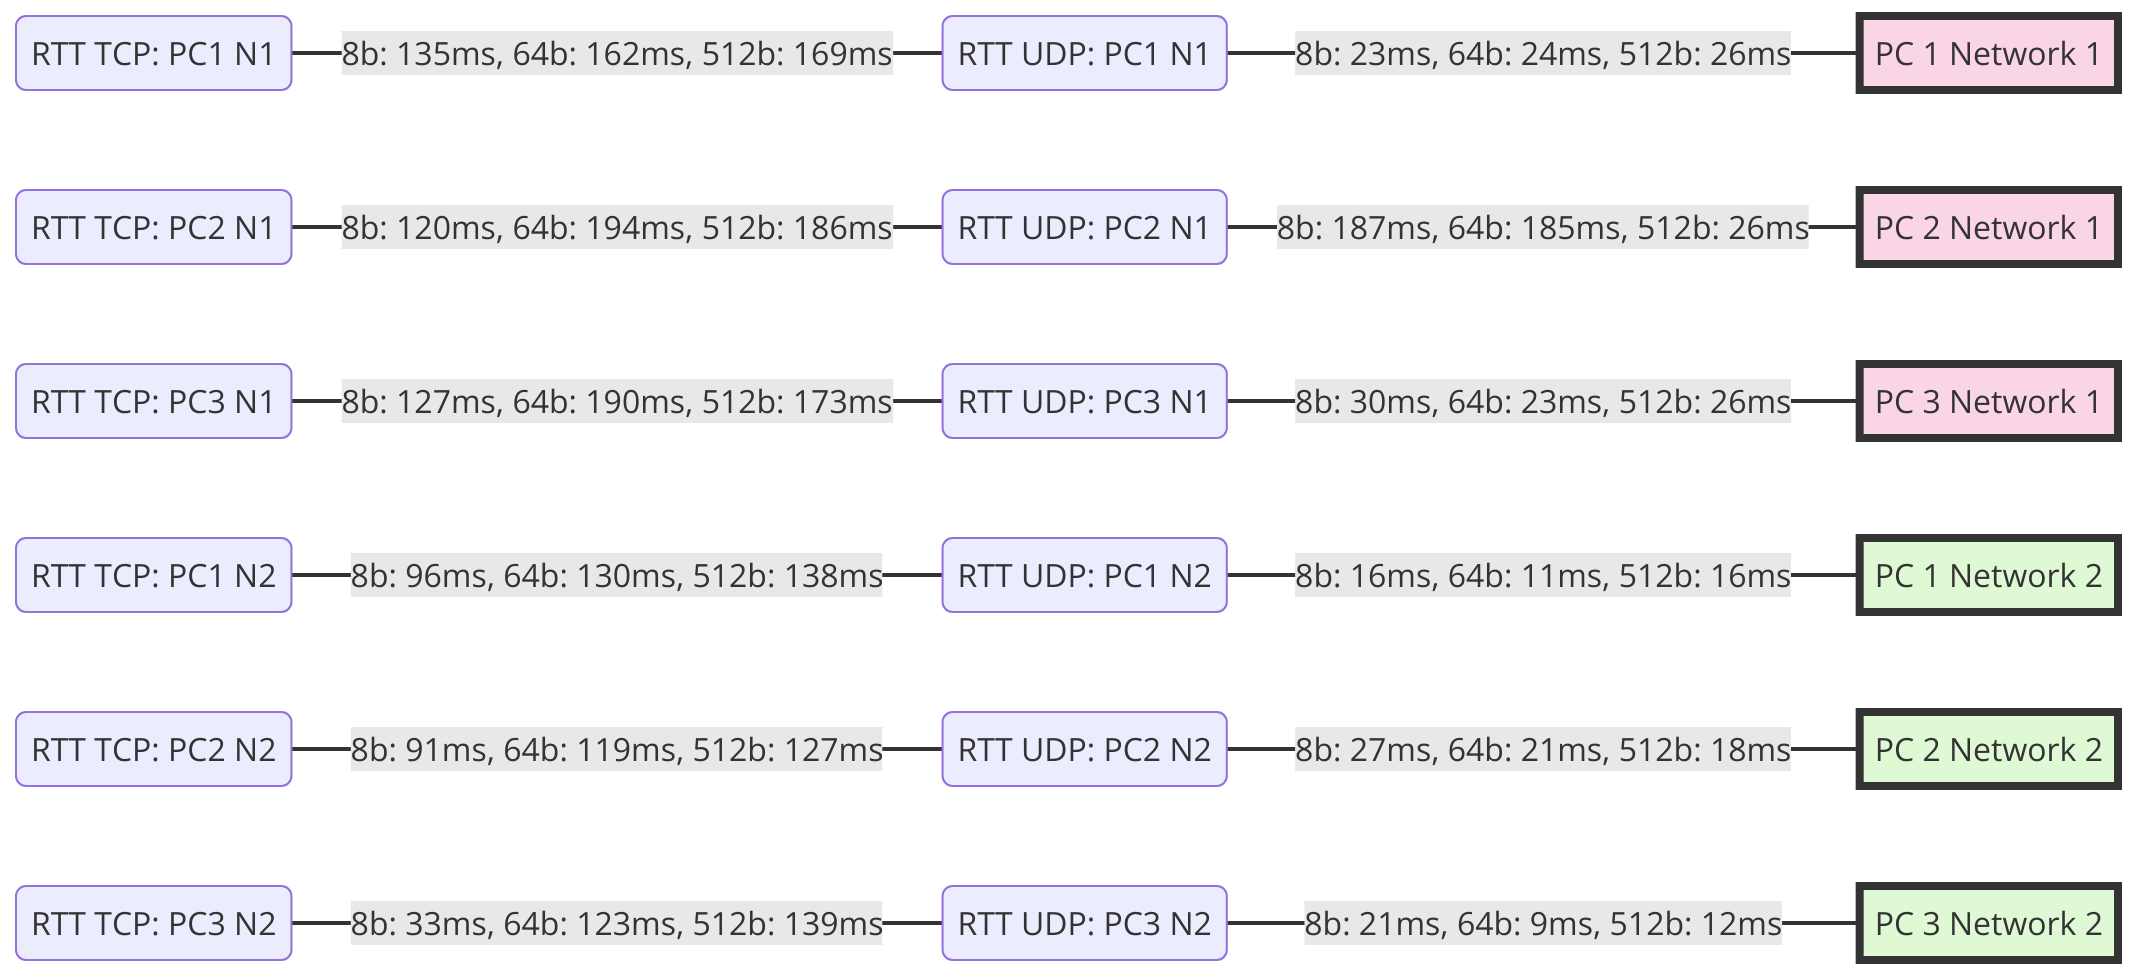 RTT TCP: PC1 N1 8b: 135ms, 64b: 162ms, 512b: 169ms RTT UDP: PC1 N1 8b: 23ms, 64b: 24ms, 512b: 26ms PC 1 Network 1
RTT TCP: PC2 N1 8b: 120ms, 64b: 194ms, 512b: 186ms RTT UDP: PC2 N1 8b: 187ms, 64b: 185ms, 512b: 26ms PC 2 Network 1
RTT TCP: PC3 N1 8b: 127ms, 64b: 190ms, 512b: 173ms RTT UDP: PC3 N1 8b: 30ms, 64b: 23ms, 512b: 26ms PC 3 Network 1
RTT TCP: PC1 N2 8b: 96ms, 64b: 130ms, 512b: 138ms RTT UDP: PC1 N2 8b: 16ms, 64b: 11ms, 512b: 16ms PC 1 Network 2
RTT TCP: PC2 N2 8b: 91ms, 64b: 119ms, 512b: 127ms RTT UDP: PC2 N2 8b: 27ms, 64b: 21ms, 512b: 18ms PC 2 Network 2
RTT TCP: PC3 N2 8b: 33ms, 64b: 123ms, 512b: 139ms RTT UDP: PC3 N2 8b: 21ms, 64b: 9ms, 512b: 12ms PC 3 Network 2